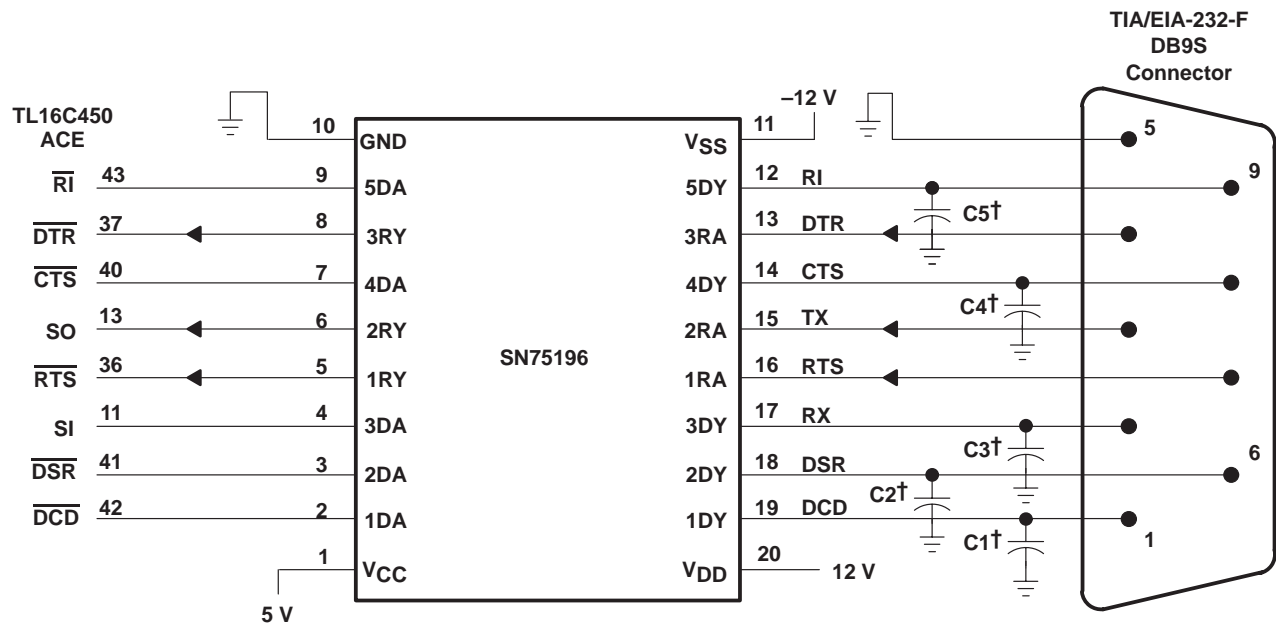 TIA/EIA-232-F
DB9S
Connector
TL16C450
ACE
–12 V
10 GND VSS 11 5
RI 43 9 5DA 5DY 12 RI 9
C5†
DTR 37 8 3RY 3RA 13 DTR
CTS 40 7 4DA 4DY 14 CTS
C4†
SO 13 6 2RY 2RA 15 TX
SN75196
RTS 36 5 1RY 1RA 16 RTS
SI 11 4 3DA 3DY 17 RX
C3†
DSR 41 3 2DA 2DY 18 DSR 6
C2†
DCD 42 2 1DA 1DY 19 DCD 1
C1†
1 VCC VDD 20 12 V
5 V